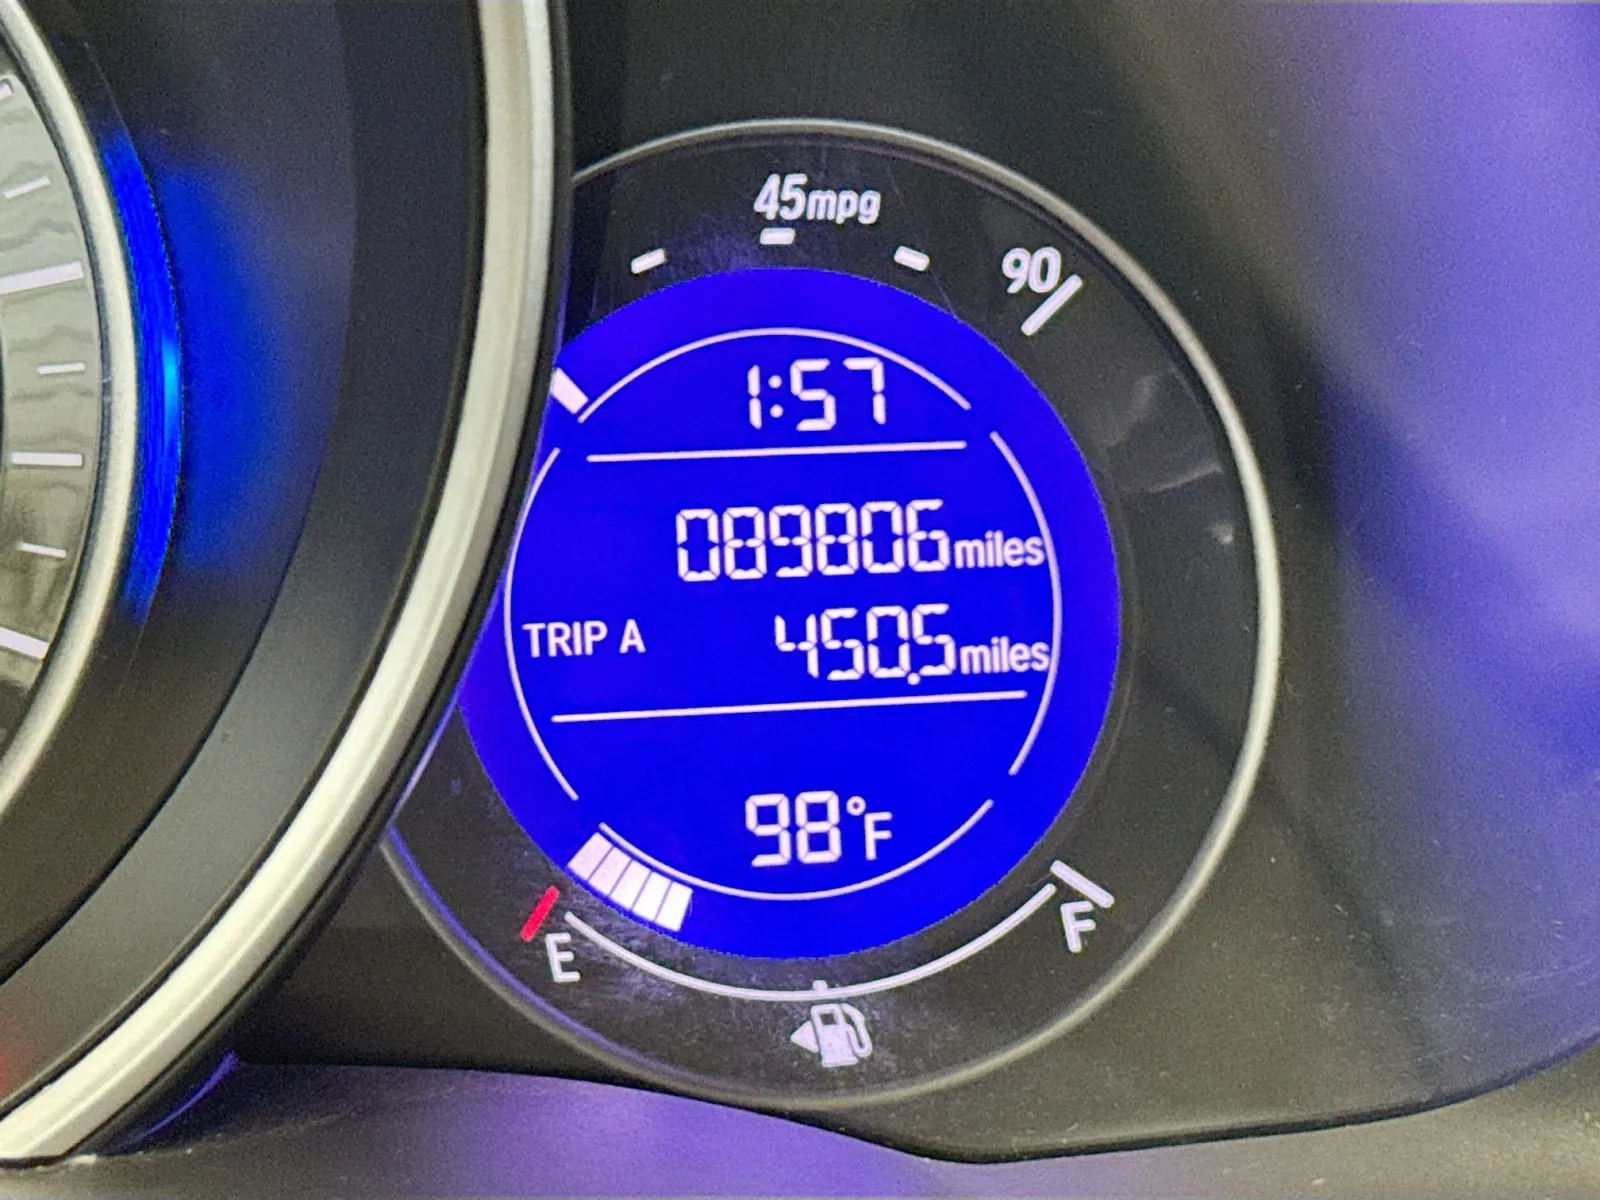 45mpg
90
1:57
089806miles
TRIP A 450.5miles
98°F
E F